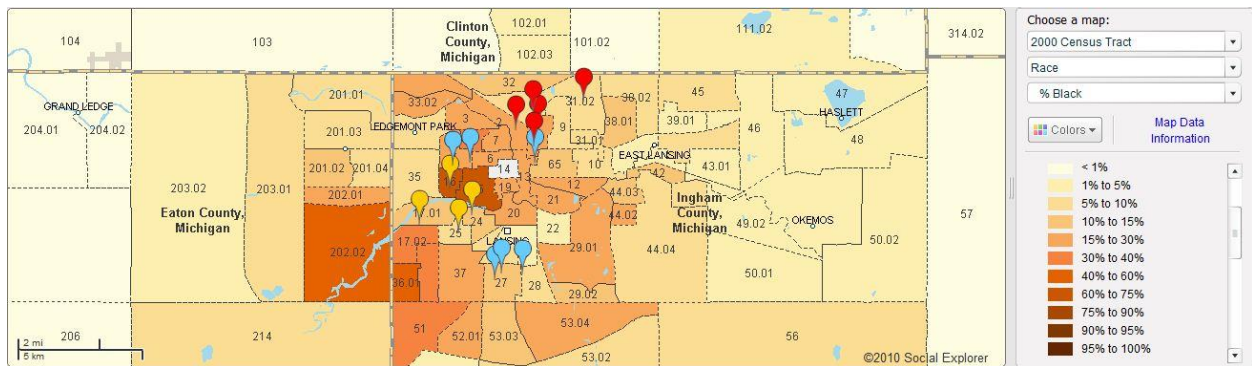 104
103
Clinton
County,
Michigan
102.01
102.03
101.02
111.02
314.02
GRAND LEDGE
204.01
204.02
201.01
201.03
201.02
201.04
202.01
203.02
203.01
Eaton County,
Michigan
202.02
33.02
EDGEMONT PARK
32
31.02
38.02
45
3
2
7
9
38.01
39.01
31.01
6
14
65
10
EAST LANSING
43.01
46
47
HASLETT
48
35
13
12
42
19
44.03
44.02
Ingham
County,
Michigan
49.02
OKEMOS
50.02
57
17.01
24
20
21
25
LANSING
22
17.02
29.01
44.04
50.01
36.01
37
27
28
29.02
51
52.01
53.03
53.04
53.02
56
206
214
2 mi
5 km
©2010 Social Explorer
Choose a map:
2000 Census Tract
Race
% Black
Colors
Map Data
Information
< 1%
1% to 5%
5% to 10%
10% to 15%
15% to 30%
30% to 40%
40% to 60%
60% to 75%
75% to 90%
90% to 95%
95% to 100%